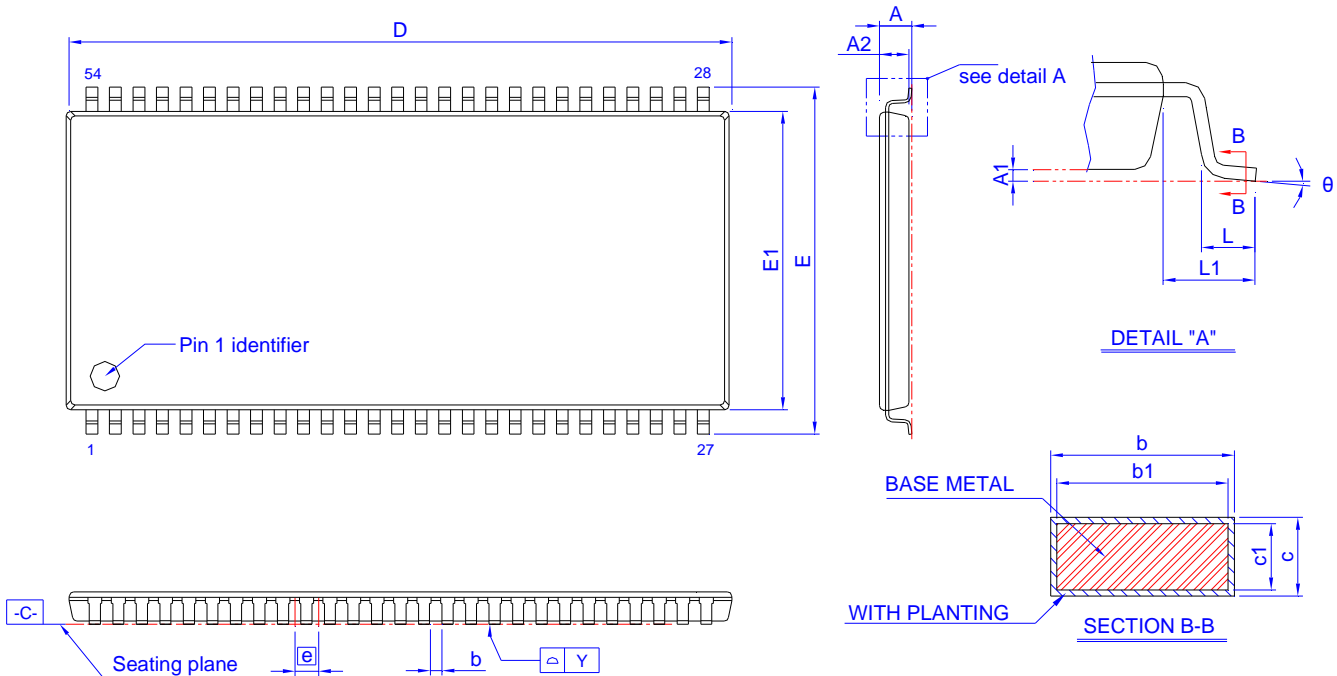 D
A
A2
see detail A
54
28
B
A1
θ
B
L
E1
E
L1
Pin 1 identifier
DETAIL "A"
1
27
b
b1
BASE METAL
c1
c
-C-
WITH PLANTING
SECTION B-B
Seating plane
e
b
Y